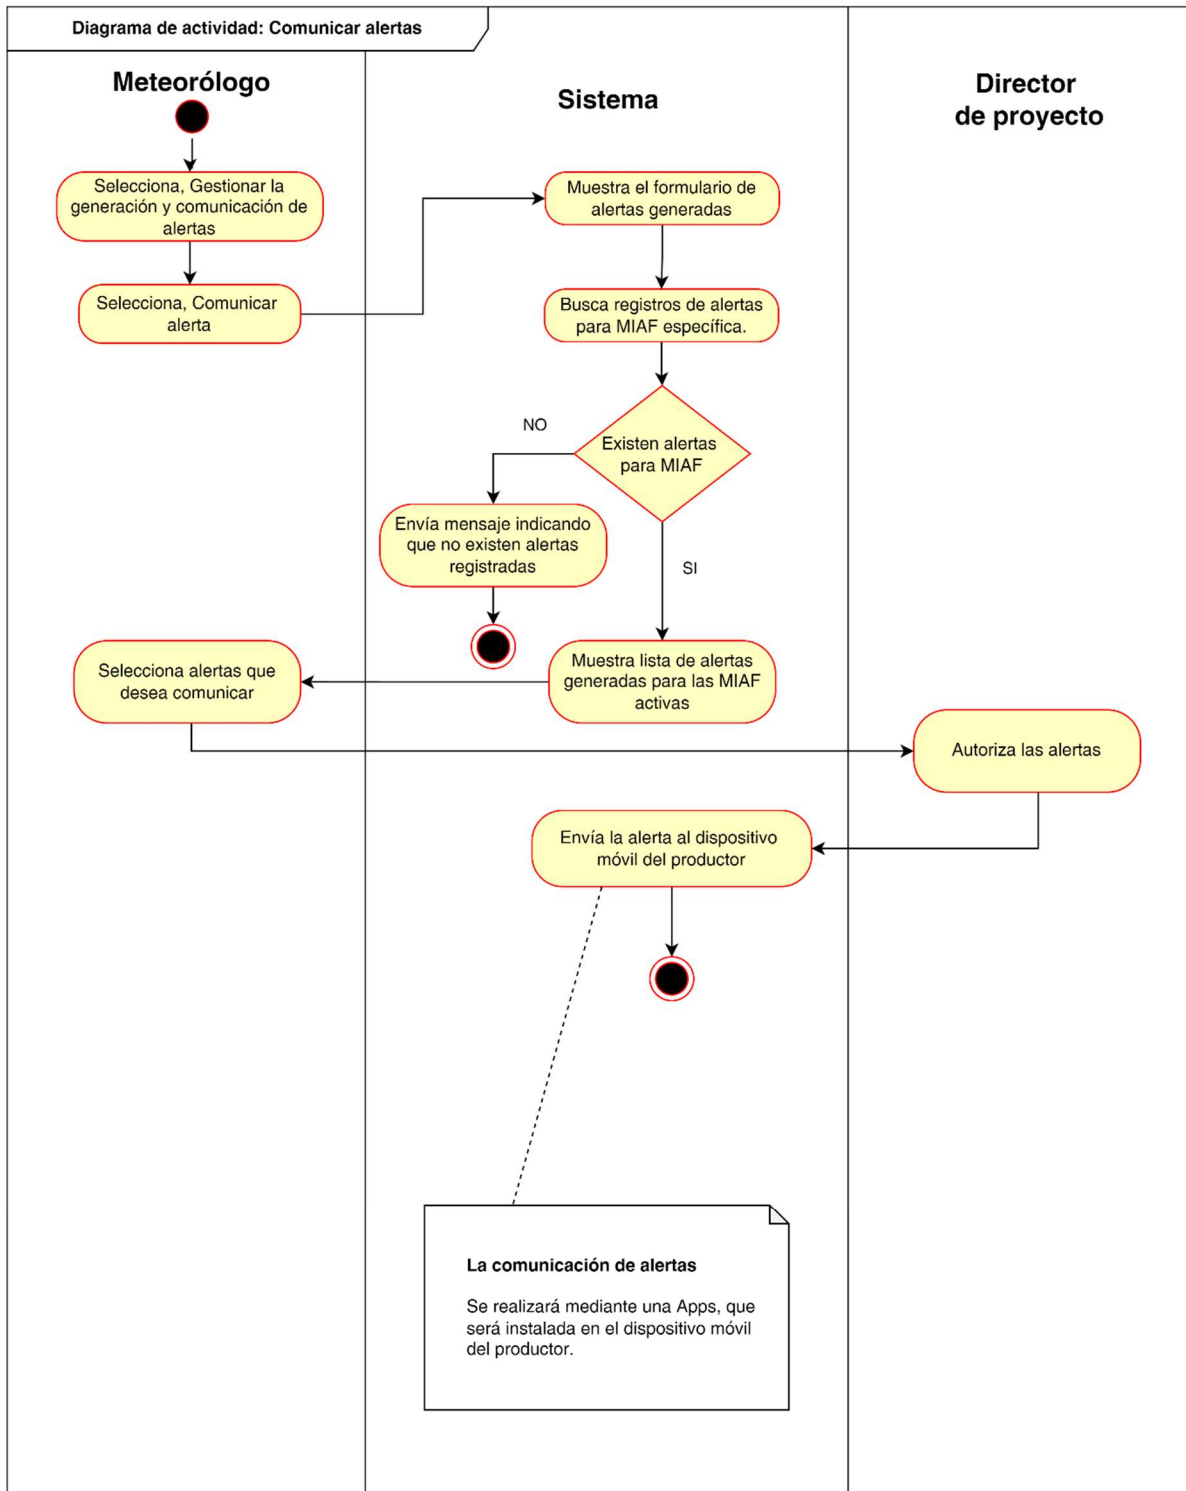 Diagrama de actividad: Comunicar alertas
Meteorólogo
Sistema
Director
de proyecto
Selecciona, Gestionar la
generación y comunicación de
alertas
Muestra el formulario de
alertas generadas
Selecciona, Comunicar
alerta
Busca registros de alertas
para MIAF específica.
NO
Existen alertas
para MIAF
Envía mensaje indicando
que no existen alertas
registradas
SI
Selecciona alertas que
desea comunicar
Muestra lista de alertas
generadas para las MIAF
activas
Autoriza las alertas
Envía la alerta al dispositivo
móvil del productor
La comunicación de alertas
Se realizará mediante una Apps, que
será instalada en el dispositivo móvil
del productor.